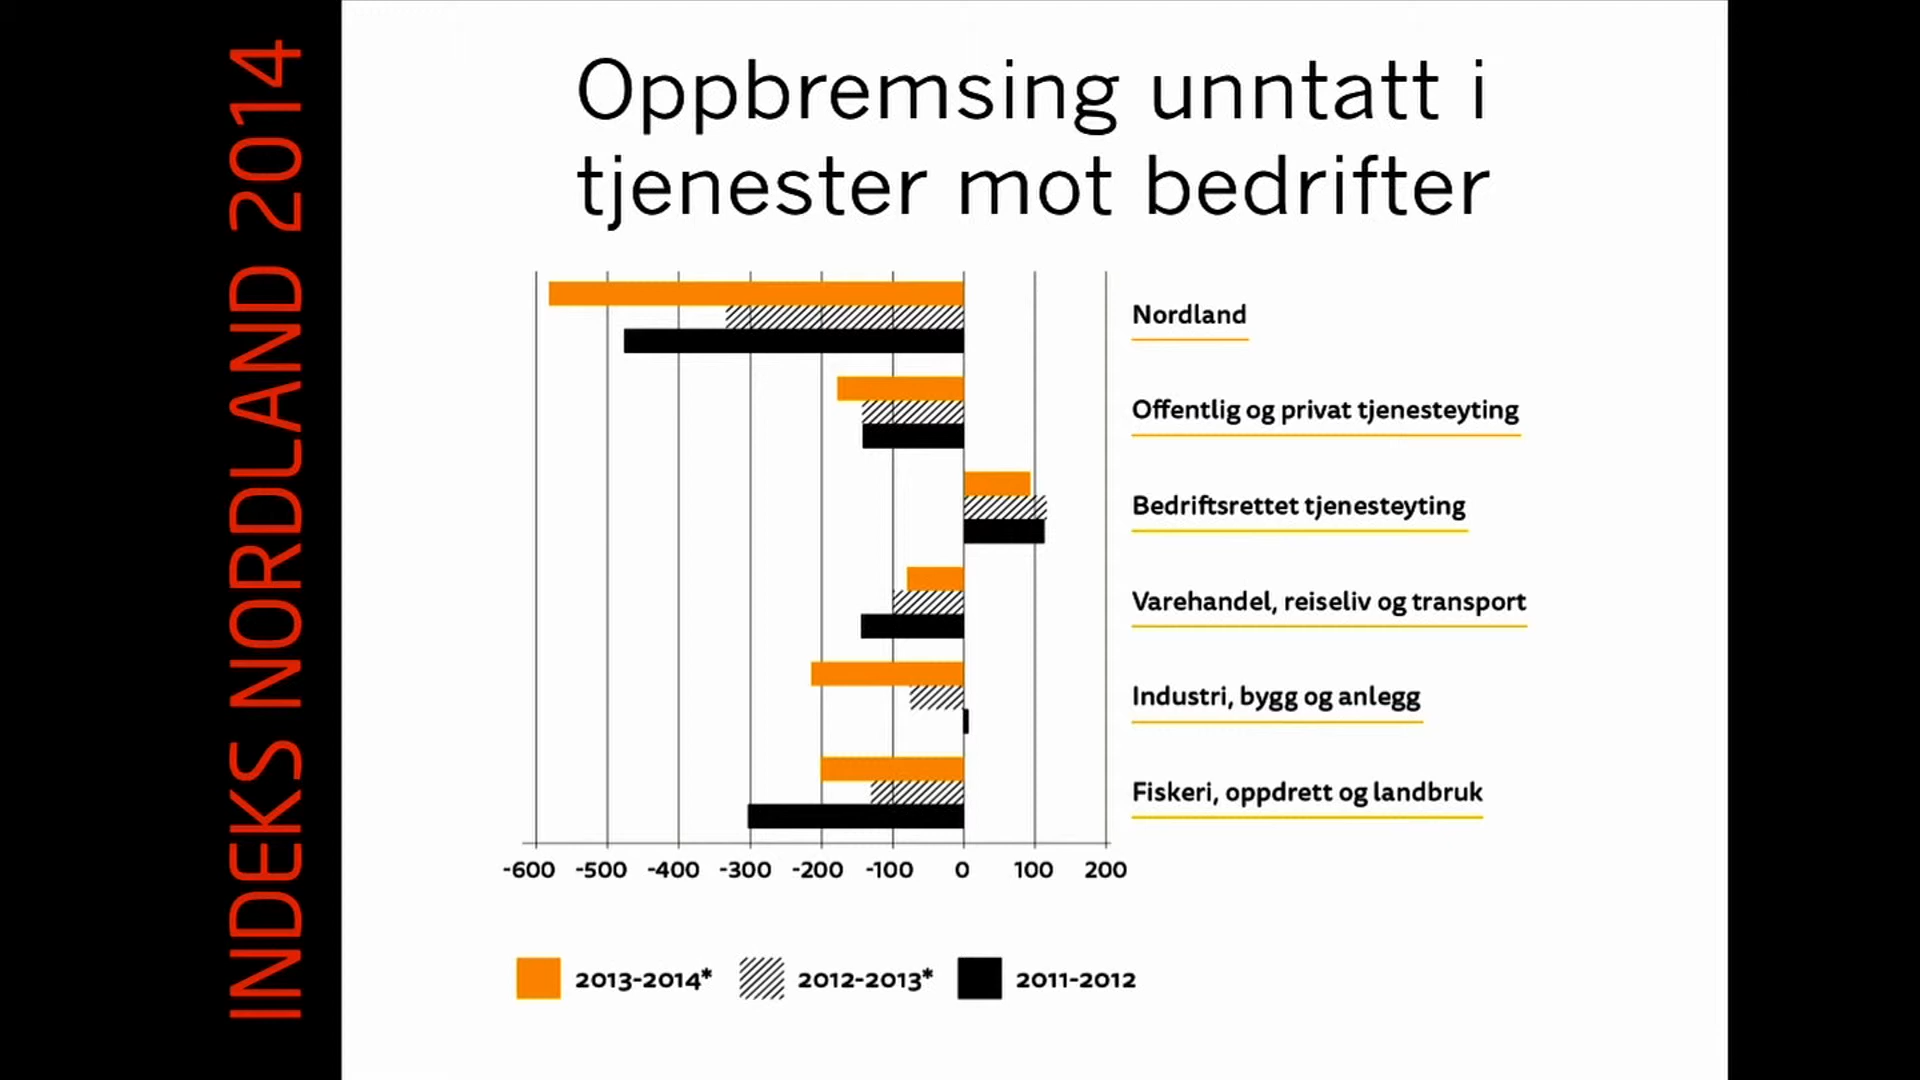 INDEKS NORDLAND 2014
Oppbremsing unntatt i
tjenester mot bedrifter
Nordland
Offentlig og privat tjenesteyting
Bedriftsrettet tjenesteyting
Varehandel, reiseliv og transport
Industri, bygg og anlegg
Fiskeri, oppdrett og landbruk
-600 -500 -400 -300 -200 -100 0 100 200
2013-2014* 2012-2013* 2011-2012